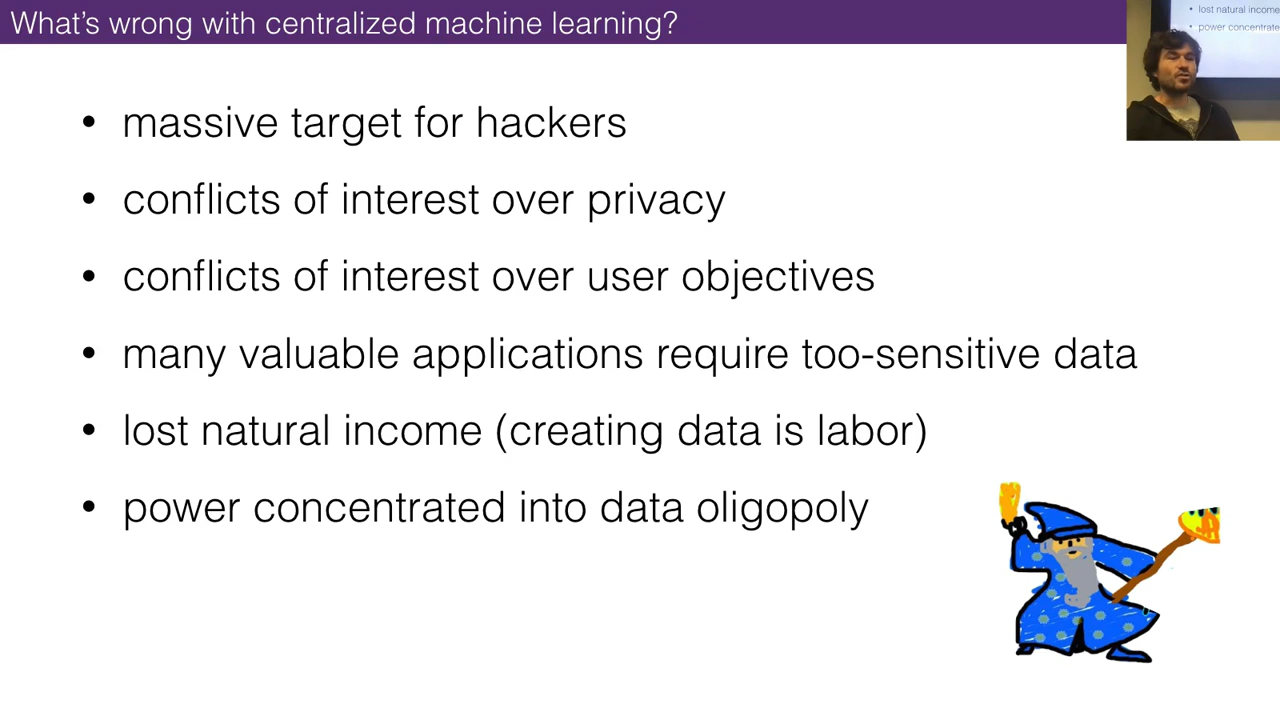 What's wrong with centralized machine learning?
• lost natural income
• power concentrate
• massive target for hackers
• conflicts of interest over privacy
• conflicts of interest over user objectives
• many valuable applications require too-sensitive data
• lost natural income (creating data is labor)
• power concentrated into data oligopoly